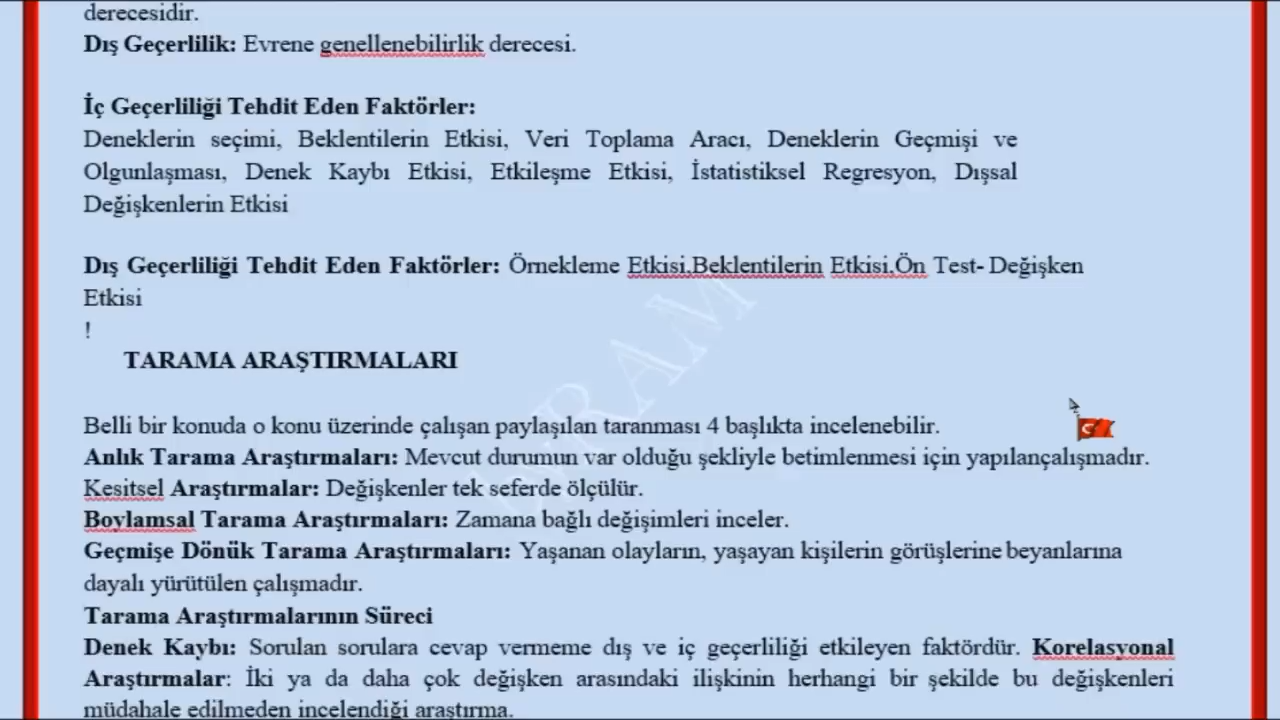 derecesidir.
Dış Geçerlilik: Evrene genellenebilirlik derecesi.
İç Geçerliliği Tehdit Eden Faktörler:
Deneklerin seçimi, Beklentilerin Etkisi, Veri Toplama Aracı, Deneklerin Geçmişi ve
Olgunlaşması, Denek Kaybı Etkisi, Etkileşme Etkisi, İstatistiksel Regresyon, Dışsal
Değişkenlerin Etkisi
Dış Geçerliliği Tehdit Eden Faktörler: Örnekleme Etkisi,Beklentilerin Etkisi,Ön Test- Değişken
Etkisi
!
TARAMA ARAŞTIRMALARI
Belli bir konuda o konu üzerinde çalışan paylaşılan taranması 4 başlıkta incelenebilir.
Anlık Tarama Araştırmaları: Mevcut durumun var olduğu şekliyle betimlenmesi için yapılançalışmadır.
Kesitsel Araştırmalar: Değişkenler tek seferde ölçülür.
Boylamsal Tarama Araştırmaları: Zamana bağlı değişimleri inceler.
Geçmişe Dönük Tarama Araştırmaları: Yaşanan olayların, yaşayan kişilerin görüşlerine beyanlarına
dayalı yürütülen çalışmadır.
Tarama Araştırmalarının Süreci
Denek Kaybı: Sorulan sorulara cevap vermeme dış ve iç geçerliliği etkileyen faktördür. Korelasyonal
Araştırmalar: İki ya da daha çok değişken arasındaki ilişkinin herhangi bir şekilde bu değişkenleri
müdahale edilmeden incelendiği araştırma.